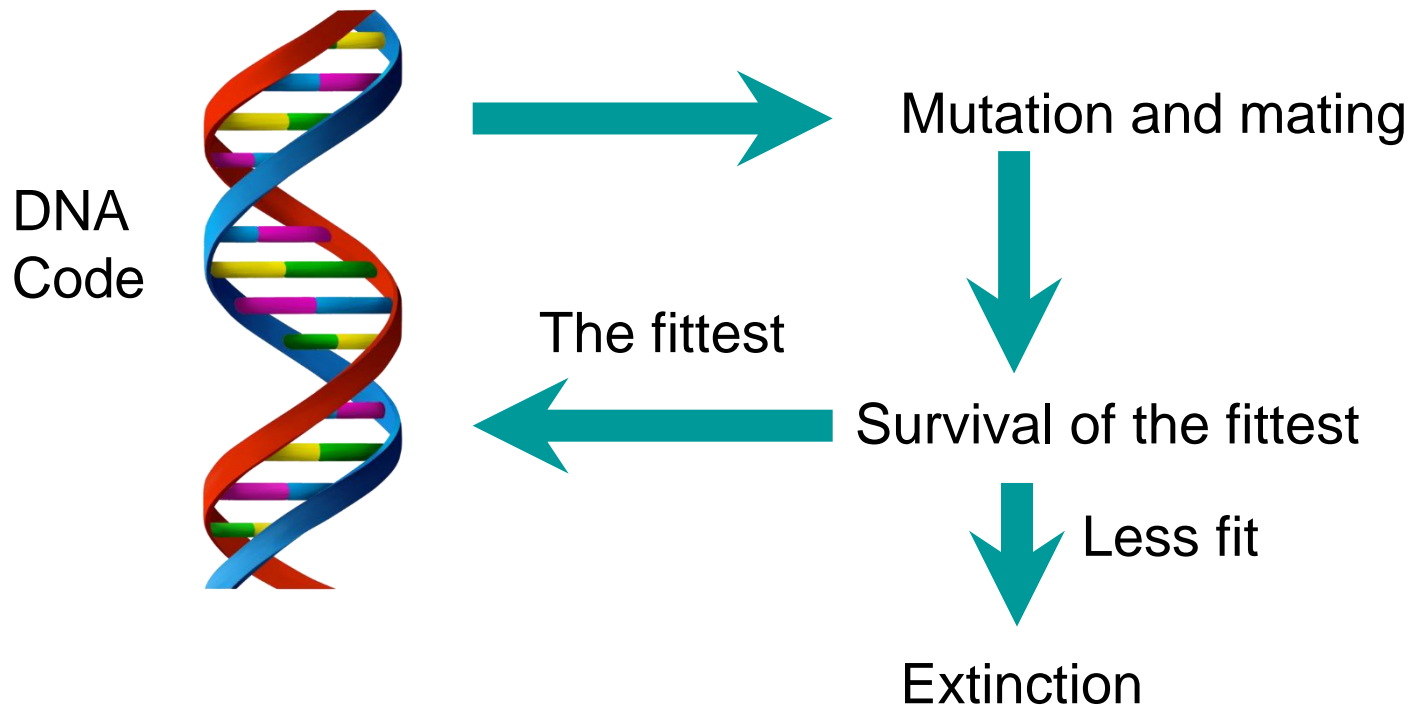 Mutation and mating
DNA
Code
The fittest
Survival of the fittest
Less fit
Extinction